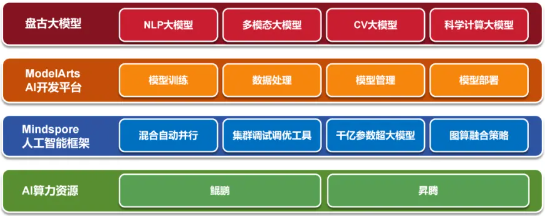 盘古大模型
NLP大模型
多模态大模型
CV大模型
科学计算大模型
ModelArts
AI开发平台
模型训练
数据处理
模型管理
模型部署
Mindspore
人工智能框架
混合自动并行
集群调试调优工具
千亿参数超大模型
图算融合策略
AI算力资源
鲲鹏
昇腾